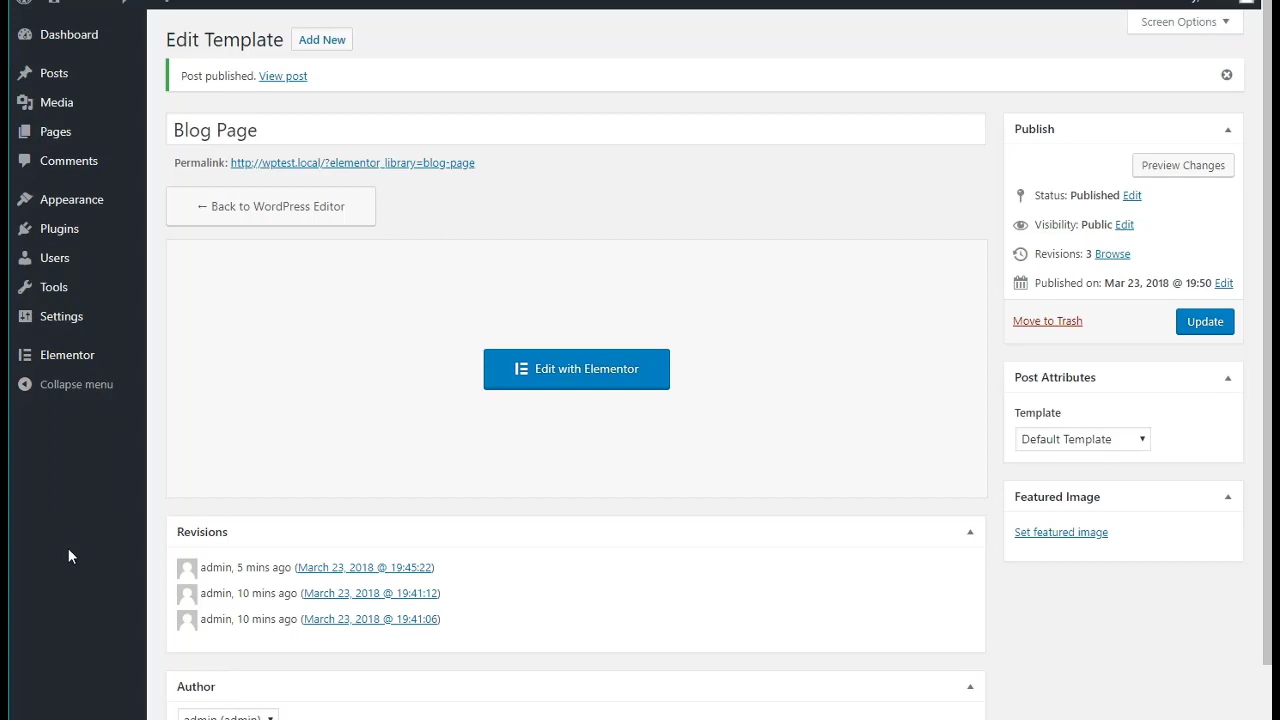 Screen Options
Dashboard
Posts
Media
Pages
Comments
Appearance
Plugins
Users
Tools
Settings
Elementor
Collapse menu
Edit Template Add New
Post published. View post
Blog Page
Permalink: http://wptest.local/?elementor_library=blog-page
← Back to WordPress Editor
Edit with Elementor
Revisions
admin, 5 mins ago (March 23, 2018 @ 19:45:22)
admin, 10 mins ago (March 23, 2018 @ 19:41:12)
admin, 10 mins ago (March 23, 2018 @ 19:41:06)
Author
admin (admin)
Publish
Preview Changes
Status: Published Edit
Visibility: Public Edit
Revisions: 3 Browse
Published on: Mar 23, 2018 @ 19:50 Edit
Move to Trash Update
Post Attributes
Template
Default Template
Featured Image
Set featured image